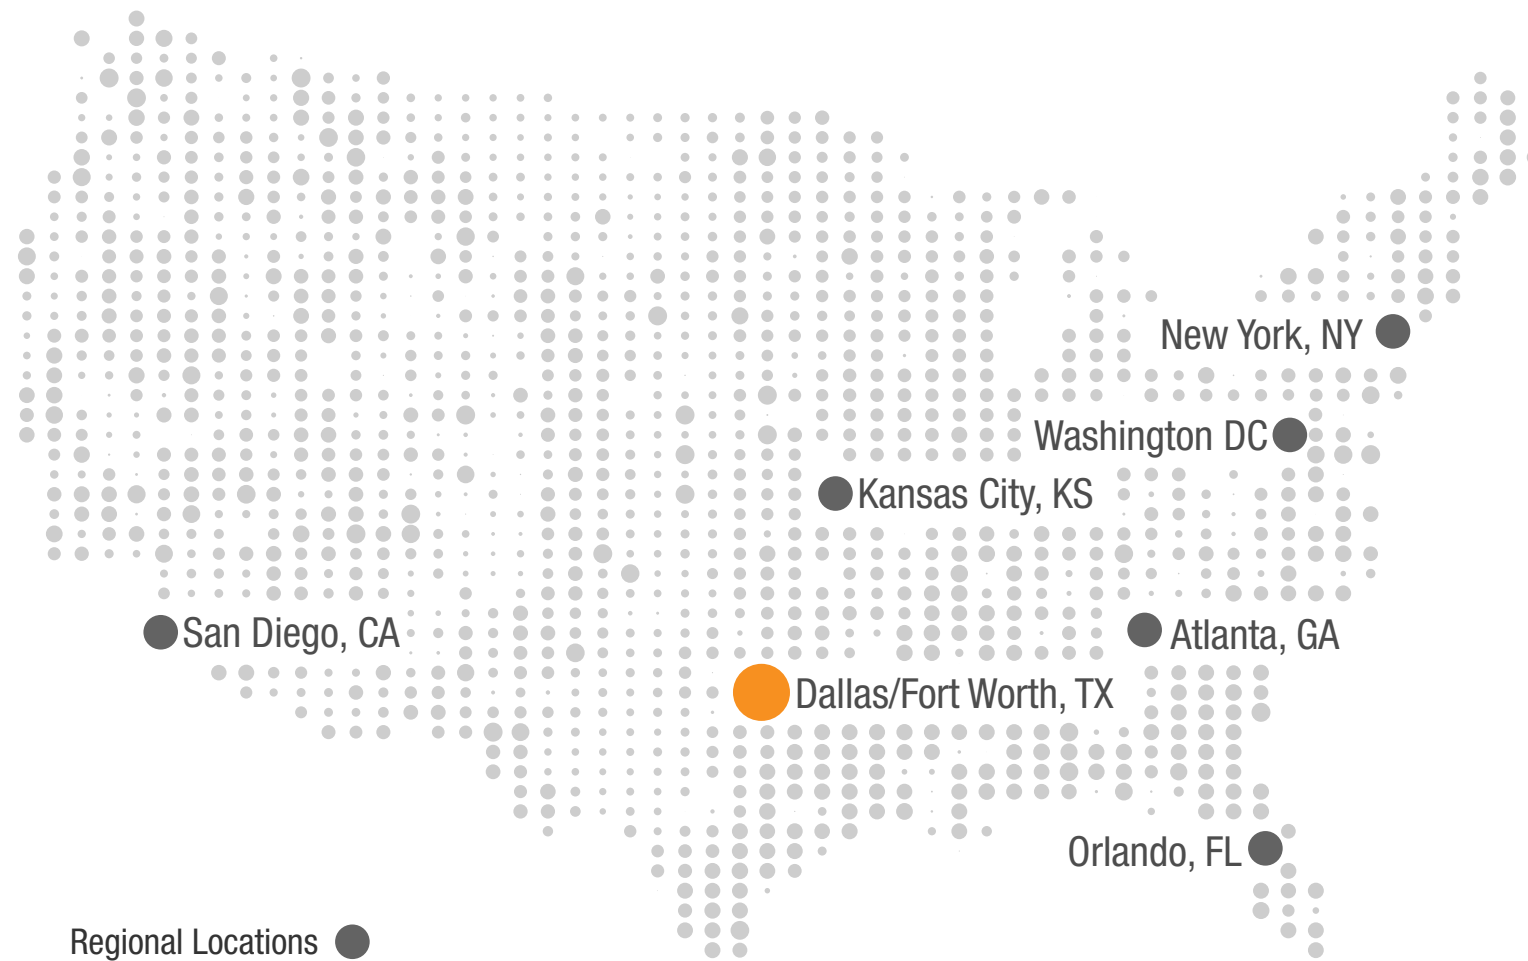 New York, NY
Washington DC
Kansas City, KS
San Diego, CA
Atlanta, GA
Dallas/Fort Worth, TX
Orlando, FL
Regional Locations